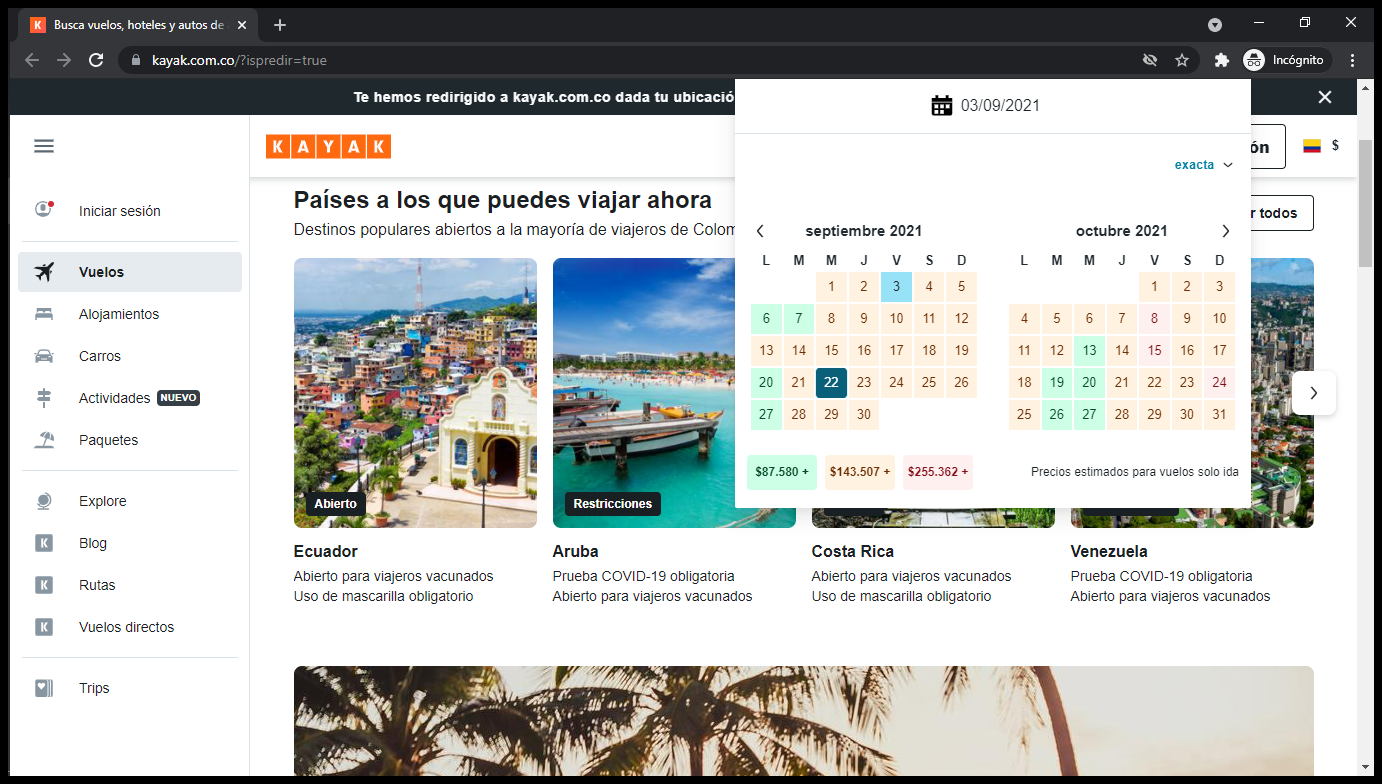 K Busca vuelos, hoteles y autos de
kayak.com.co/?ispredir=true
Incógnito
Te hemos redirigido a kayak.com.co dada tu ubicació
KAYAK
ón
$
Iniciar sesión
Vuelos
Alojamientos
Carros
Actividades NUEVO
Paquetes
Explore
K Blog
K Rutas
K Vuelos directos
Trips
Países a los que puedes viajar ahora
Destinos populares abiertos a la mayoría de viajeros de Colom
r todos
03/09/2021
exacta
septiembre 2021
L M M J V S D
1 2 3 4 5
6 7 8 9 10 11 12
13 14 15 16 17 18 19
20 21 22 23 24 25 26
27 28 29 30
octubre 2021
L M M J V S D
1 2 3
4 5 6 7 8 9 10
11 12 13 14 15 16 17
18 19 20 21 22 23 24
25 26 27 28 29 30 31
$87.580 + $143.507 + $255.362 +
Precios estimados para vuelos solo ida
Abierto
Ecuador
Abierto para viajeros vacunados
Uso de mascarilla obligatorio
Restricciones
Aruba
Prueba COVID-19 obligatoria
Abierto para viajeros vacunados
Costa Rica
Abierto para viajeros vacunados
Uso de mascarilla obligatorio
Venezuela
Prueba COVID-19 obligatoria
Abierto para viajeros vacunados